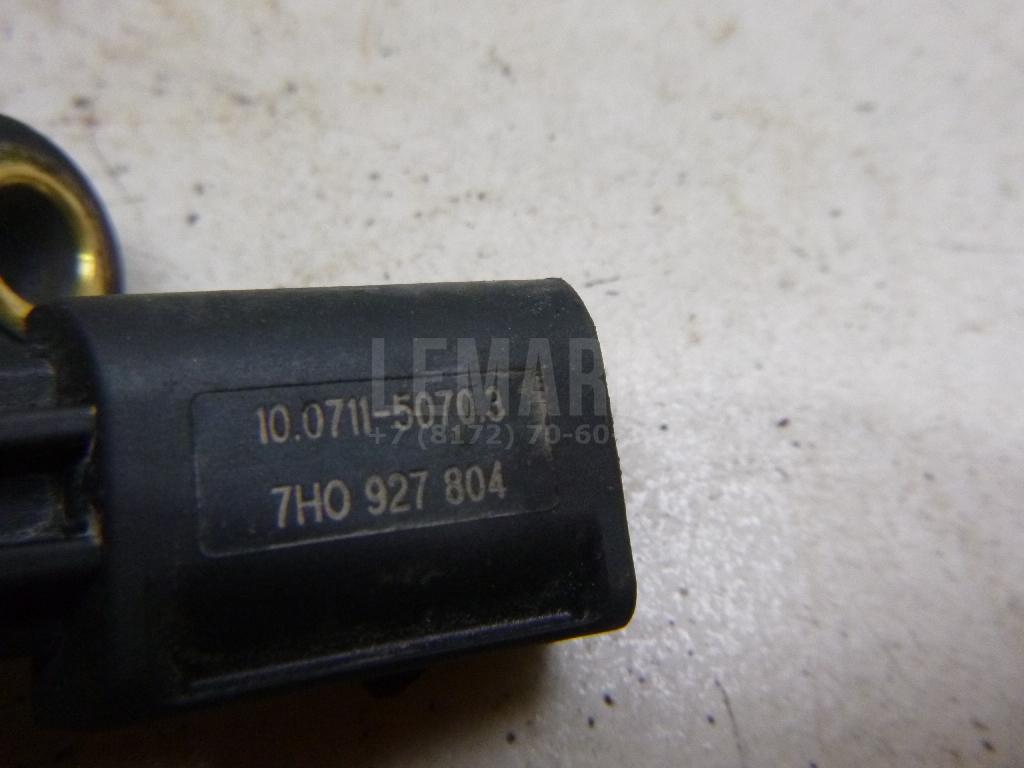 LEMAR
10.0711-5070.3
+7 (8172) 70-60
7H0 927 804